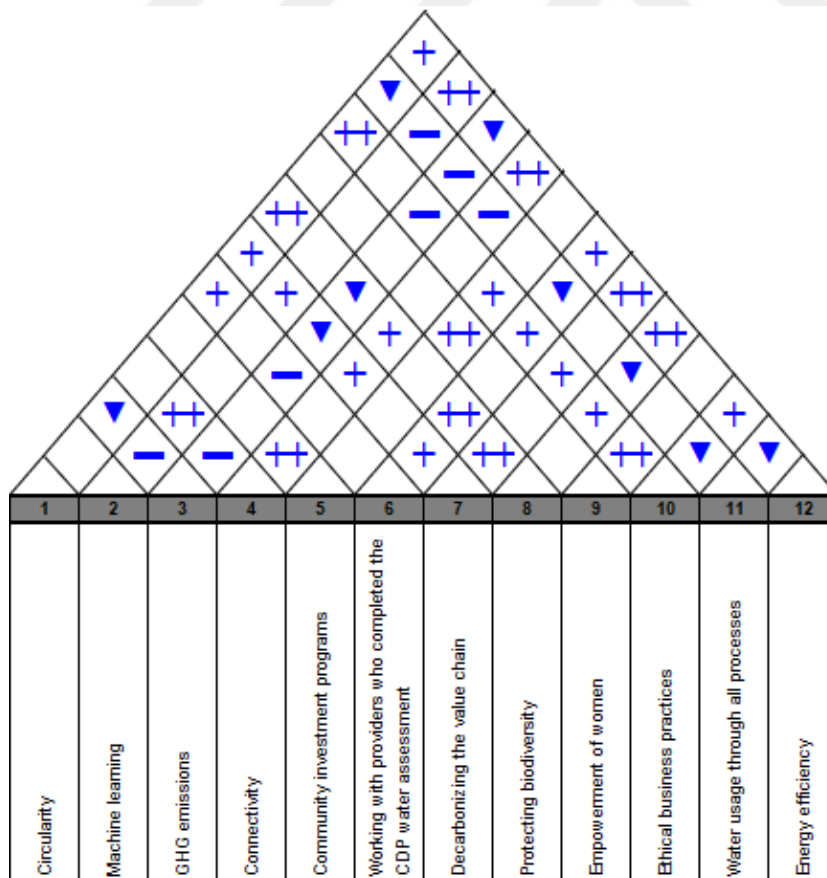 1 2 3 4 5 6 7 8 9 10 11 12
Circularity
Machine learning
GHG emissions
Connectivity
Community investment programs
Working with providers who completed the
CDP water assessment
Decarbonizing the value chain
Protecting biodiversity
Empowerment of women
Ethical business practices
Water usage through all processes
Energy efficiency